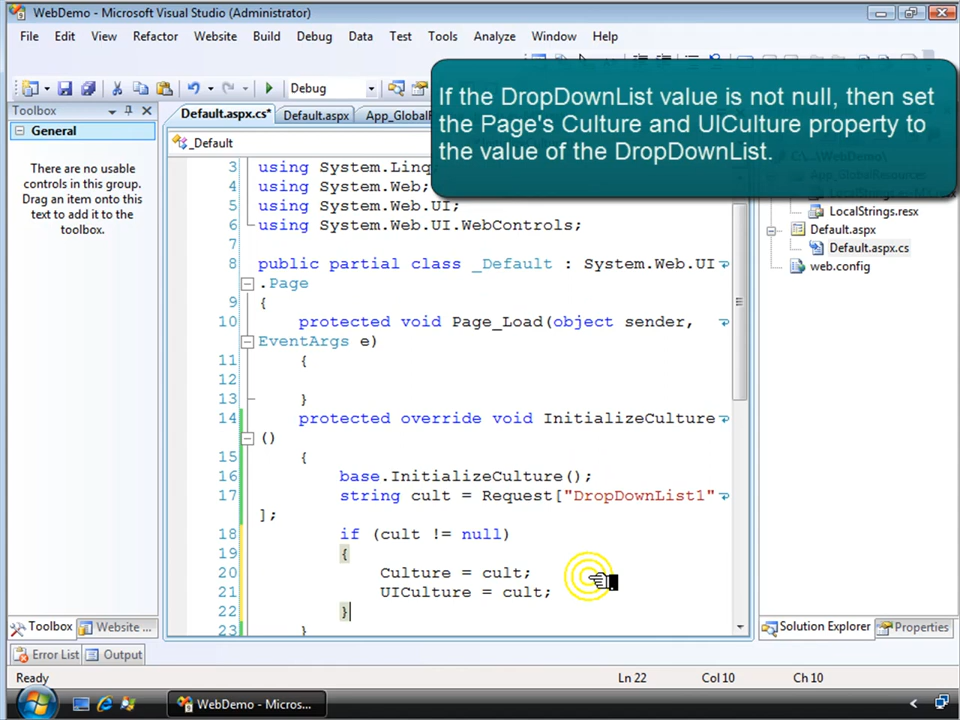 WebDemo - Microsoft Visual Studio (Administrator)
File Edit View Refactor Website Build Debug Data Test Tools Analyze Window Help
Debug
If the DropDownList value is not null, then set
the Page's Culture and UICulture property to
the value of the DropDownList.
Toolbox
General
There are no usable
controls in this group.
Drag an item onto this
text to add it to the
toolbox.
Default.aspx.cs* Default.aspx
_Default
3 using System.Linq
4 using System.Web;
5 using System.Web.UI;
6 using System.Web.UI.WebControls;
7
8 public partial class _Default : System.Web.UI
.Page
9 {
10 protected void Page_Load(object sender,
EventArgs e)
11 {
12
13 }
14 protected override void InitializeCulture
()
15 {
16 base.InitializeCulture();
17 string cult = Request["DropDownList1"
];
18 if (cult != null)
19 {
20 Culture = cult;
21 UICulture = cult;
22 }
23 }
App_GlobalResources
LocalStrings.resx
Default.aspx
Default.aspx.cs
web.config
Toolbox Website ...
Solution Explorer Properties
Error List Output
Ready Ln 22 Col 10 Ch 10
WebDemo - Micros...